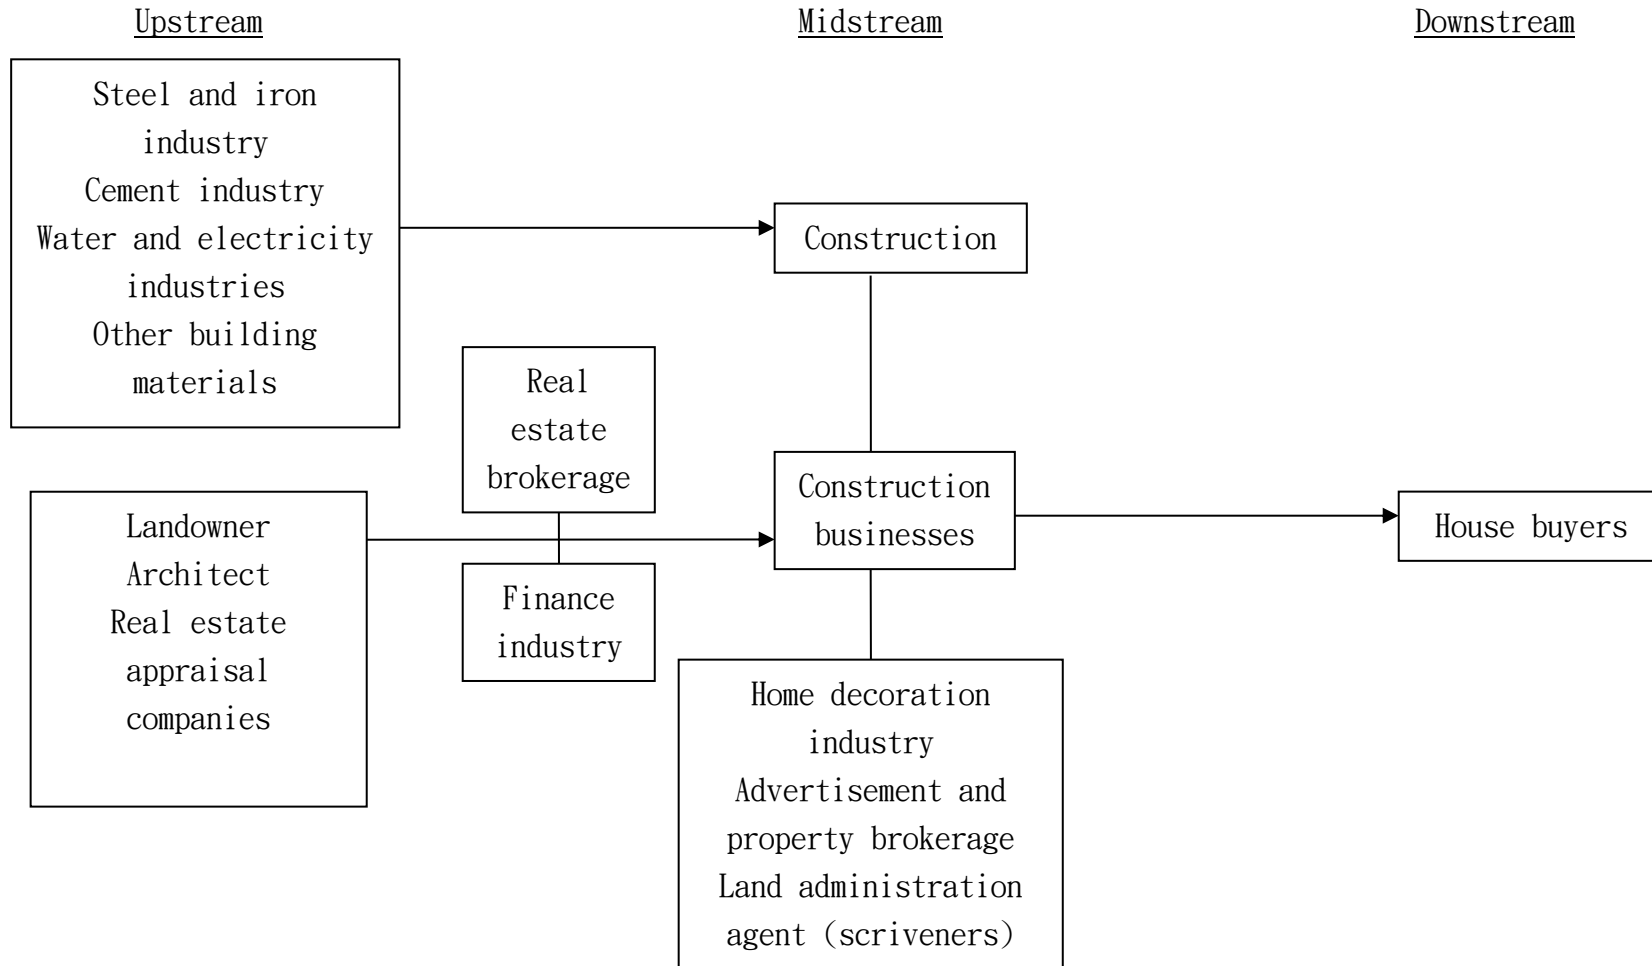 Upstream
Midstream
Downstream
Steel and iron
industry
Cement industry
Water and electricity
industries
Other building
materials
Construction
Real
estate
brokerage
Landowner
Architect
Real estate
appraisal
companies
Finance
industry
Construction
businesses
House buyers
Home decoration
industry
Advertisement and
property brokerage
Land administration
agent (scriveners)